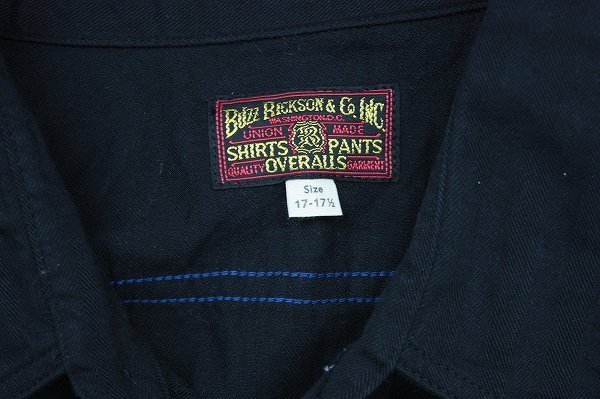 BUZZ RICKSON & Co. INC.
WASHINGTON.D.C.
UNION MADE
R
SHIRTS PANTS
OVERALLS
QUALITY GARMENT
Size
17-17½